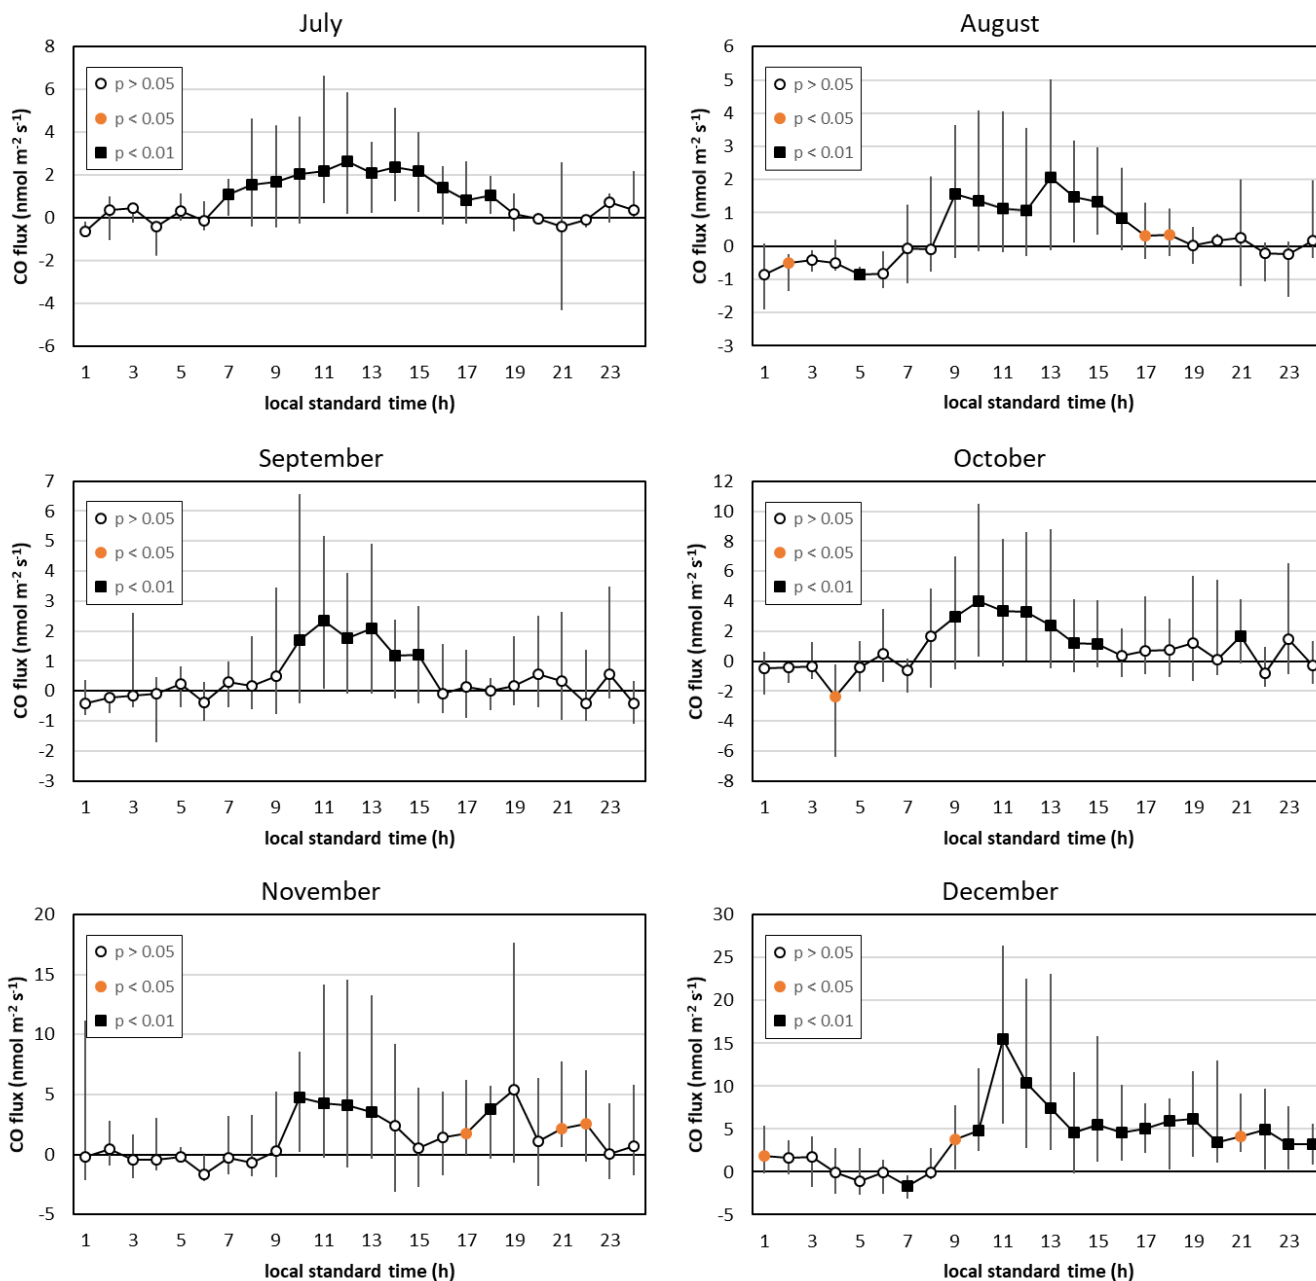 July
8
6
4
2
0
-2
-4
-6
CO flux (nmol m⁻² s⁻¹)
p > 0.05
p < 0.05
p < 0.01
1 3 5 7 9 11 13 15 17 19 21 23
local standard time (h)
August
6
5
4
3
2
1
0
-1
-2
-3
CO flux (nmol m⁻² s⁻¹)
p > 0.05
p < 0.05
p < 0.01
1 3 5 7 9 11 13 15 17 19 21 23
local standard time (h)
September
7
6
5
4
3
2
1
0
-1
-2
-3
CO flux (nmol m⁻² s⁻¹)
p > 0.05
p < 0.05
p < 0.01
1 3 5 7 9 11 13 15 17 19 21 23
local standard time (h)
October
12
10
8
6
4
2
0
-2
-4
-6
-8
CO flux (nmol m⁻² s⁻¹)
p > 0.05
p < 0.05
p < 0.01
1 3 5 7 9 11 13 15 17 19 21 23
local standard time (h)
November
20
15
10
5
0
-5
CO flux (nmol m⁻² s⁻¹)
p > 0.05
p < 0.05
p < 0.01
1 3 5 7 9 11 13 15 17 19 21 23
local standard time (h)
December
30
25
20
15
10
5
0
-5
CO flux (nmol m⁻² s⁻¹)
p > 0.05
p < 0.05
p < 0.01
1 3 5 7 9 11 13 15 17 19 21 23
local standard time (h)